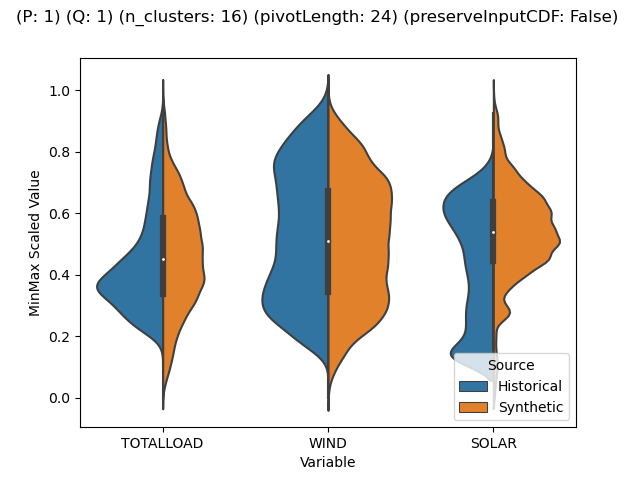 (P: 1) (Q: 1) (n_clusters: 16) (pivotLength: 24) (preserveInputCDF: False)
1.0
0.8
0.6
0.4
0.2
0.0
MinMax Scaled Value
Source
Historical
Synthetic
TOTALLOAD WIND SOLAR
Variable